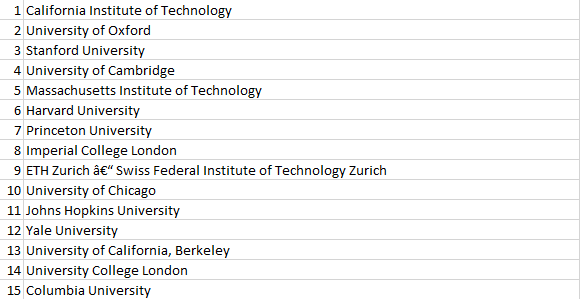 1 California Institute of Technology
2 University of Oxford
3 Stanford University
4 University of Cambridge
5 Massachusetts Institute of Technology
6 Harvard University
7 Princeton University
8 Imperial College London
9 ETH Zurich â€“ Swiss Federal Institute of Technology Zurich
10 University of Chicago
11 Johns Hopkins University
12 Yale University
13 University of California, Berkeley
14 University College London
15 Columbia University